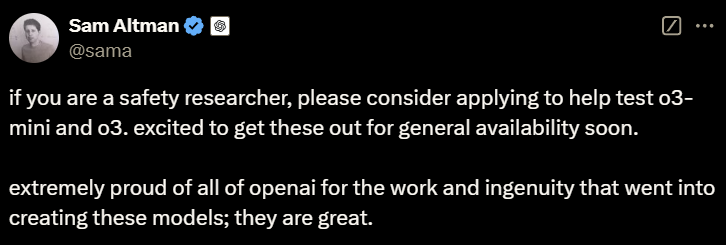 Sam Altman
@sama
if you are a safety researcher, please consider applying to help test o3-
mini and o3. excited to get these out for general availability soon.
extremely proud of all of openai for the work and ingenuity that went into
creating these models; they are great.